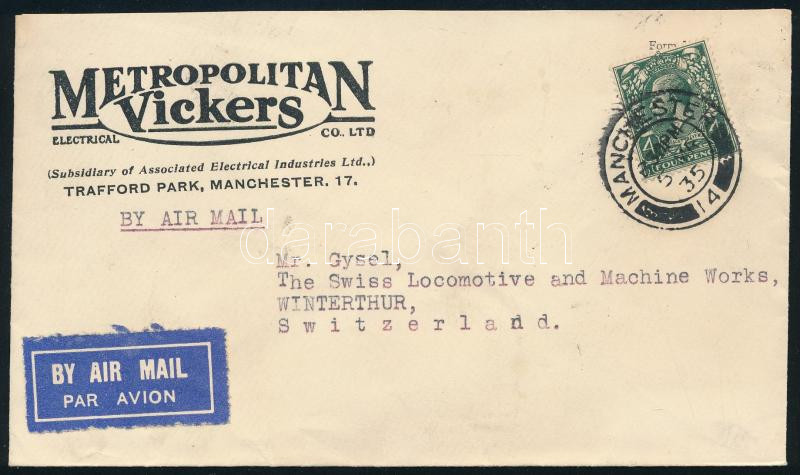 METROPOLITAN
Vickers
ELECTRICAL CO., LTD
(Subsidiary of Associated Electrical Industries Ltd.,)
TRAFFORD PARK, MANCHESTER. 17.
BY AIR MAIL
Form
MANCHESTER
35
14
FOUR PENCE
darabanth
Mr. Gysel,
The Swiss Locomotive and Machine Works,
WINTERTHUR,
Switzerland.
BY AIR MAIL
PAR AVION